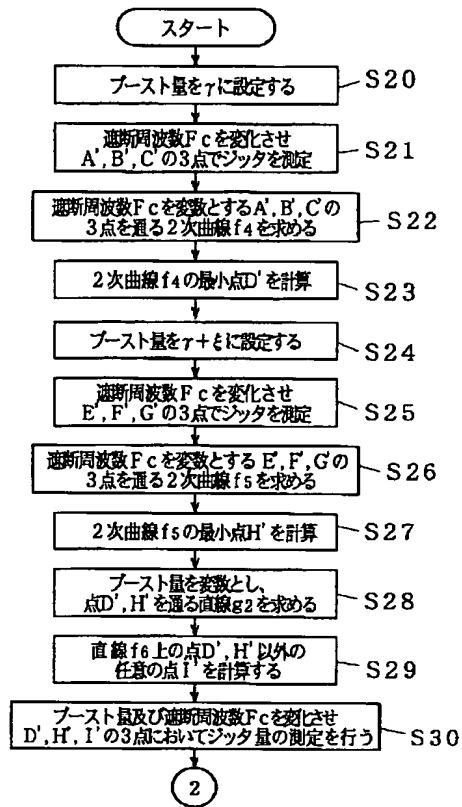 スタート
ブースト量をγに設定する
S20
遮断周波数Fcを変化させ
A', B', C'の3点でジッタを測定
S21
遮断周波数Fcを変数とするA', B', C'の
3点を通る2次曲線f4を求める
S22
2次曲線f4の最小点D'を計算
S23
ブースト量をγ+ξに設定する
S24
遮断周波数Fcを変化させ
E', F', G'の3点でジッタを測定
S25
遮断周波数Fcを変数とする E', F', G'の
3点を通る2次曲線f5を求める
S26
2次曲線f5の最小点H'を計算
S27
ブースト量を変数とし、
点D', H'を通る直線g2を求める
S28
直線f6上の点D', H'以外の
任意の点I'を計算する
S29
ブースト量及び遮断周波数Fcを変化させ
D', H', I'の3点においてジッタ量の測定を行う
S30
2